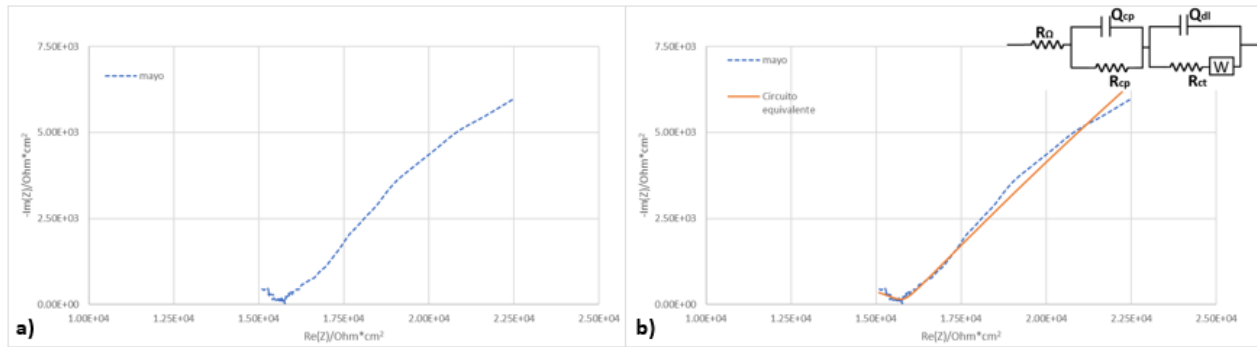 7.50E+03
5.00E+03
2.50E+03
0.00E+00
-Im(Z)/Ohm*cm²
mayo
1.00E+04
1.25E+04
1.50E+04
1.75E+04
2.00E+04
2.25E+04
2.50E+04
Re(Z)/Ohm*cm²
a)
7.50E+03
5.00E+03
2.50E+03
0.00E+00
-Im(Z)/Ohm*cm²
mayo
Circuito
equivalente
1.00E+04
1.25E+04
1.50E+04
1.75E+04
2.00E+04
2.25E+04
2.50E+04
Re(Z)/Ohm*cm²
b)
Qcp
Qdl
RΩ
Rcp
Rct
W